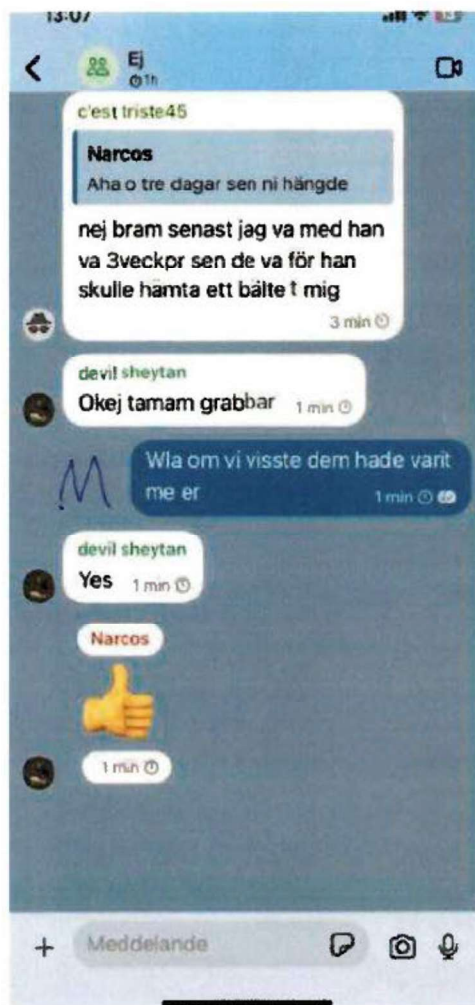 13:07
Ej
1h
c'est triste45
Narcos
Aha o tre dagar sen ni hängde
nej bram senast jag va med han
va 3veckpr sen de va för han
skulle hämta ett bälte t mig
3 min
devil sheytan
Okej tamam grabbar
1 min
M
Wla om vi visste dem hade varit
me er
1 min
devil sheytan
Yes
1 min
Narcos
1 min
Meddelande